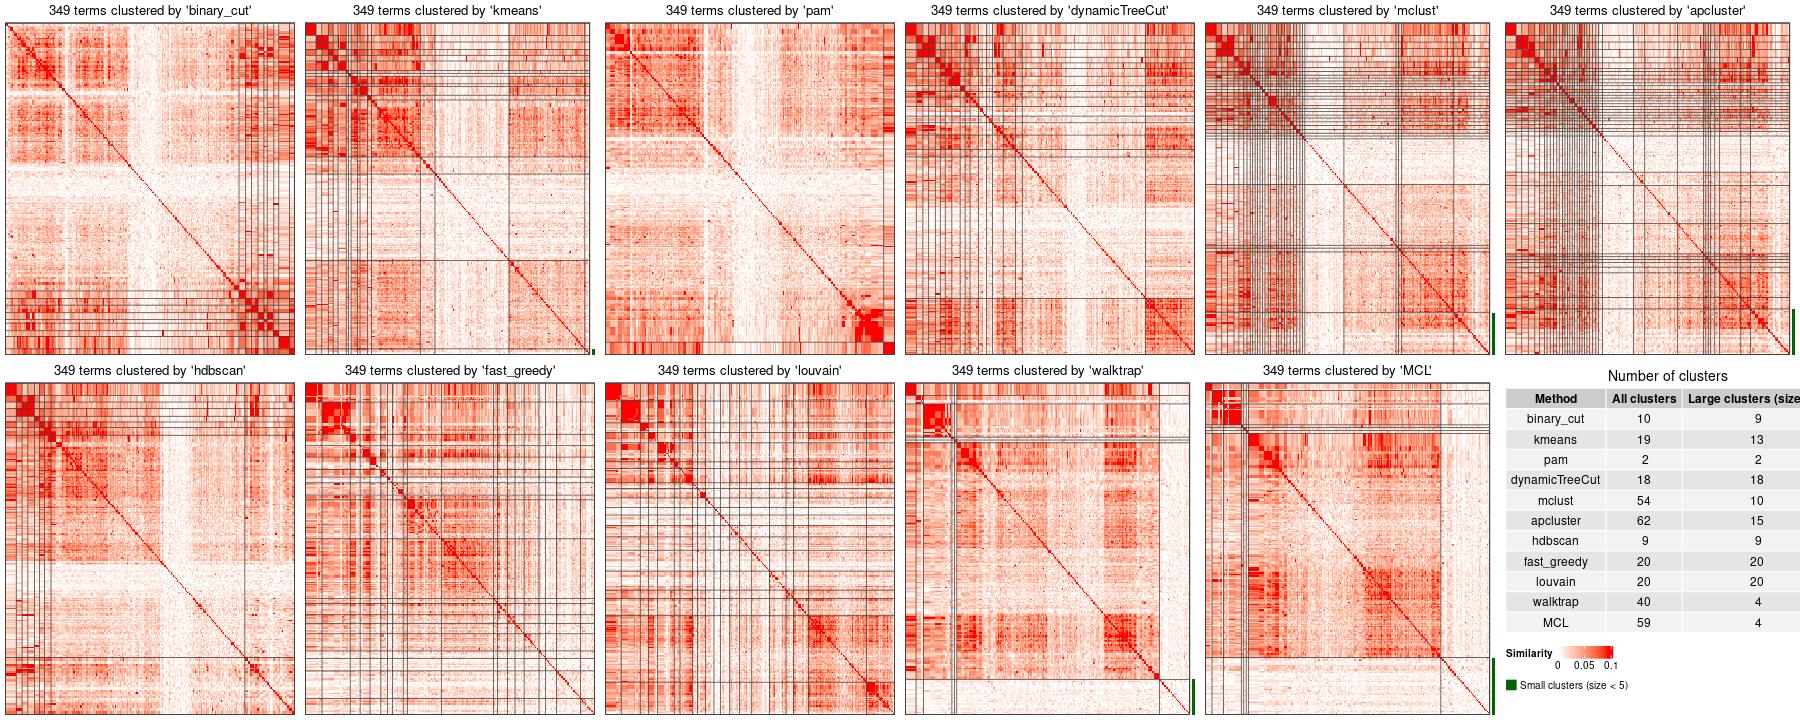 349 terms clustered by 'binary_cut'
349 terms clustered by 'kmeans'
349 terms clustered by 'pam'
349 terms clustered by 'dynamicTreeCut'
349 terms clustered by 'mclust'
349 terms clustered by 'apcluster'
349 terms clustered by 'hdbscan'
349 terms clustered by 'fast_greedy'
349 terms clustered by 'louvain'
349 terms clustered by 'walktrap'
349 terms clustered by 'MCL'
Number of clusters
Method All clusters Large clusters (size
binary_cut 10 9
kmeans 19 13
pam 2 2
dynamicTreeCut 18 18
mclust 54 10
apcluster 62 15
hdbscan 9 9
fast_greedy 20 20
louvain 20 20
walktrap 40 4
MCL 59 4
Similarity
0 0.05 0.1
Small clusters (size < 5)